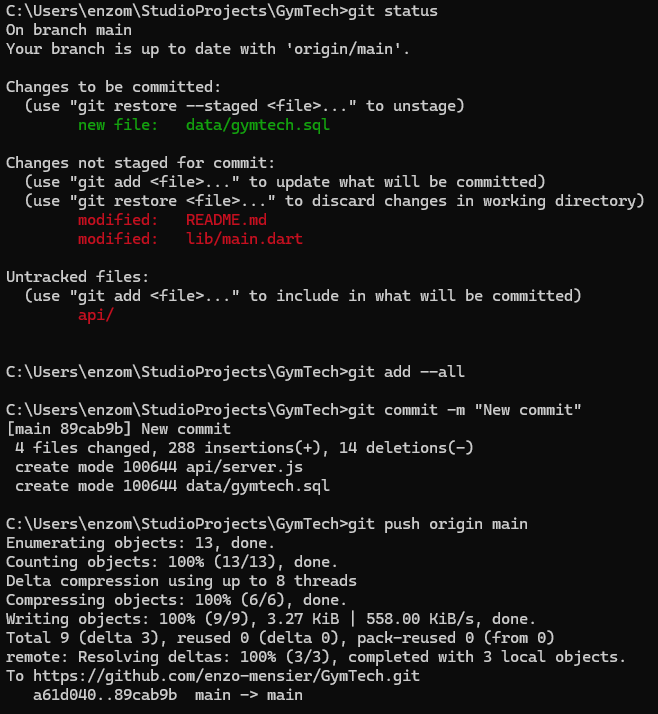 C:\Users\enzom\StudioProjects\GymTech>git status
On branch main
Your branch is up to date with 'origin/main'.

Changes to be committed:
  (use "git restore --staged <file>..." to unstage)
        new file:   data/gymtech.sql

Changes not staged for commit:
  (use "git add <file>..." to update what will be committed)
  (use "git restore <file>..." to discard changes in working directory)
        modified:   README.md
        modified:   lib/main.dart

Untracked files:
  (use "git add <file>..." to include in what will be committed)
        api/

C:\Users\enzom\StudioProjects\GymTech>git add --all

C:\Users\enzom\StudioProjects\GymTech>git commit -m "New commit"
[main 89cab9b] New commit
 4 files changed, 288 insertions(+), 14 deletions(-)
 create mode 100644 api/server.js
 create mode 100644 data/gymtech.sql

C:\Users\enzom\StudioProjects\GymTech>git push origin main
Enumerating objects: 13, done.
Counting objects: 100% (13/13), done.
Delta compression using up to 8 threads
Compressing objects: 100% (6/6), done.
Writing objects: 100% (9/9), 3.27 KiB | 558.00 KiB/s, done.
Total 9 (delta 3), reused 0 (delta 0), pack-reused 0 (from 0)
remote: Resolving deltas: 100% (3/3), completed with 3 local objects.
To https://github.com/enzo-mensier/GymTech.git
   a61d040..89cab9b  main -> main